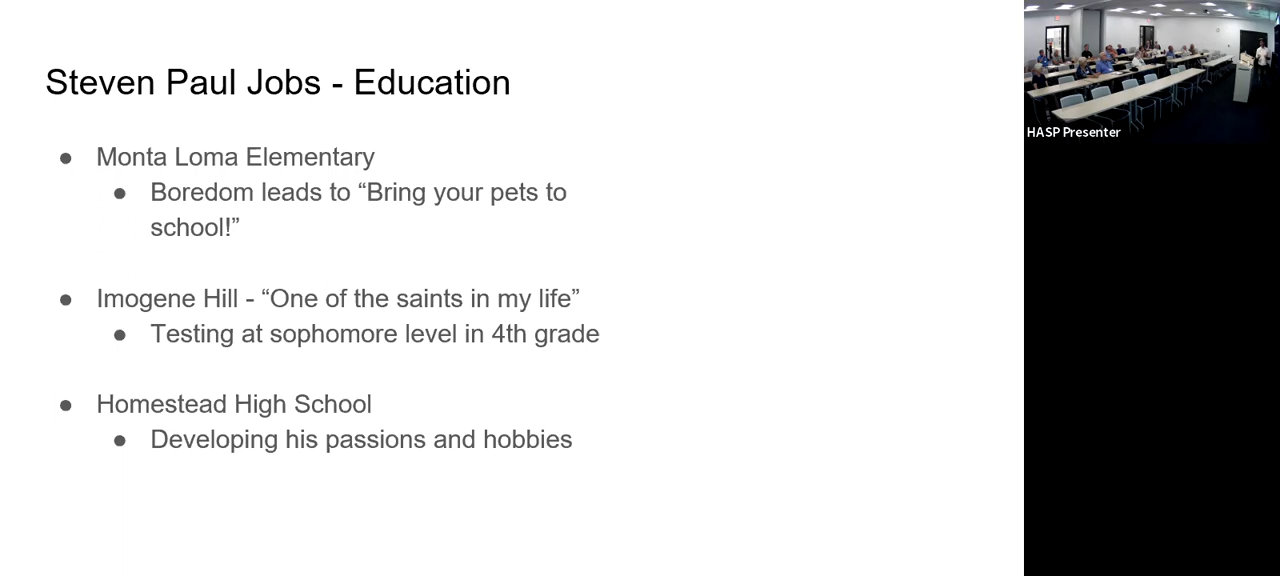 Steven Paul Jobs - Education
● Monta Loma Elementary
● Boredom leads to “Bring your pets to
school!”
● Imogene Hill - “One of the saints in my life”
● Testing at sophomore level in 4th grade
● Homestead High School
● Developing his passions and hobbies
HASP Presenter